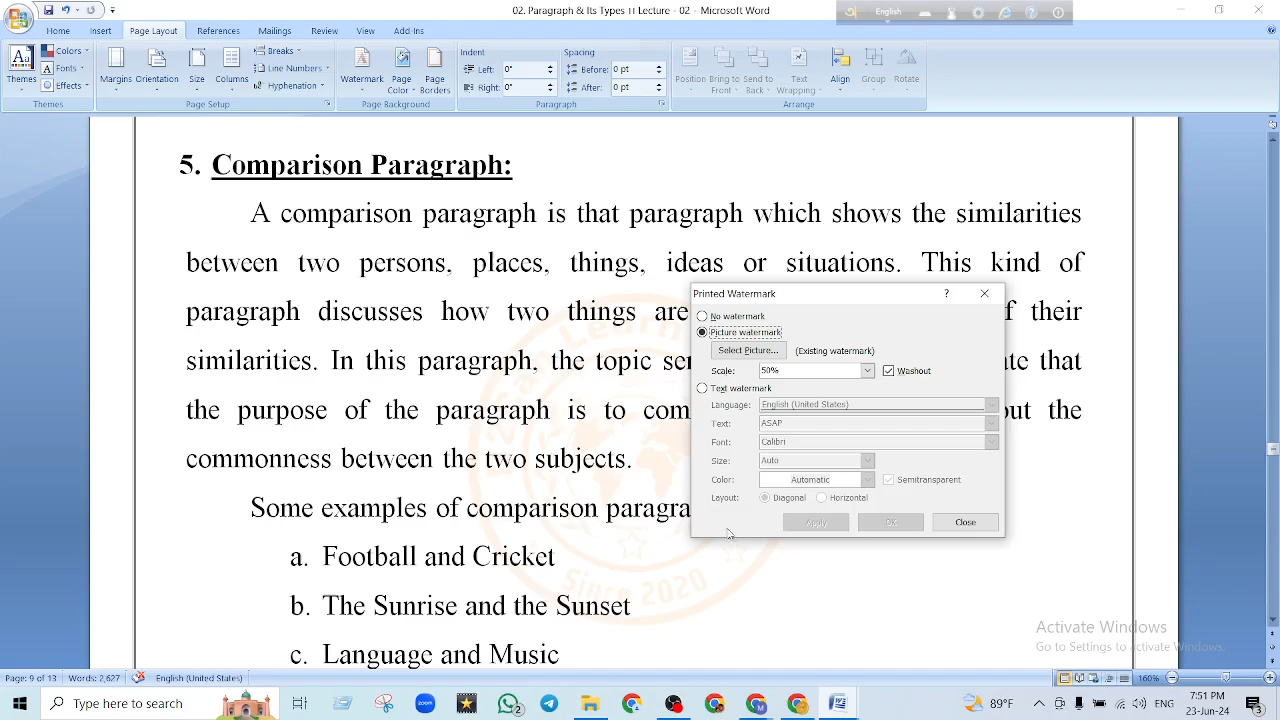 02. Paragraph & Its Types !! Lecture - 02 - Microsoft Word
English
Home Insert Page Layout References Mailings Review View Add-Ins
Themes Colors Fonts Effects
Margins Orientation Size Columns Breaks Line Numbers Hyphenation
Watermark Page Color Page Borders
Indent Spacing
Left: 0" Before: 0 pt
Right: 0" After: 0 pt
Position Bring to Front Send to Back Text Wrapping Align Group Rotate
Themes Page Setup Page Background Paragraph Arrange
5. Comparison Paragraph:
A comparison paragraph is that paragraph which shows the similarities
between two persons, places, things, ideas or situations. This kind of
paragraph discusses how two things are f their
similarities. In this paragraph, the topic ate that
the purpose of the paragraph is to com out the
commonness between the two subjects.
Some examples of comparison paragra
a. Football and Cricket
b. The Sunrise and the Sunset
c. Language and Music
Learn
Since 2020
Printed Watermark ?
No watermark
Picture watermark
Select Picture... (Existing watermark)
Scale: 50% Washout
Text watermark
Language: English (United States)
Text: ASAP
Font: Calibri
Size: Auto
Color: Automatic Semitransparent
Layout: Diagonal Horizontal
Apply OK Close
Activate Windows
Go to Settings to activate Windows.
Page: 9 of 13 Words: 2,627 English (United States) 160%
Type here to search zoom 2 89°F ENG 7:51 PM 23-Jun-24 3